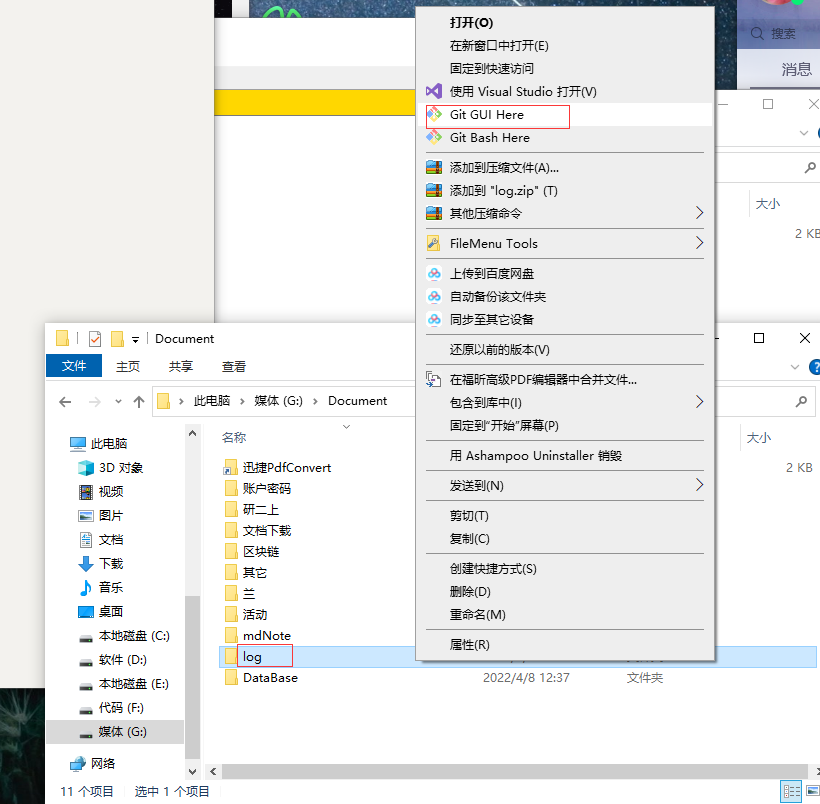 搜索
消息
大小
2 KB
打开(O)
在新窗口中打开(E)
固定到快速访问
使用 Visual Studio 打开(V)
Git GUI Here
Git Bash Here
添加到压缩文件(A)...
添加到 "log.zip" (T)
其他压缩命令
FileMenu Tools
上传到百度网盘
自动备份该文件夹
同步至其它设备
还原以前的版本(V)
在福昕高级PDF编辑器中合并文件...
包含到库中(I)
固定到"开始"屏幕(P)
用 Ashampoo Uninstaller 销毁
发送到(N)
剪切(T)
复制(C)
创建快捷方式(S)
删除(D)
重命名(M)
属性(R)
Document
文件 主页 共享 查看
此电脑 媒体 (G:) Document
此电脑
3D 对象
视频
图片
文档
下载
音乐
桌面
本地磁盘 (C:)
软件 (D:)
本地磁盘 (E:)
代码 (F:)
媒体 (G:)
网络
名称 大小
迅捷PdfConvert 2 KB
账户密码
研二上
文档下载
区块链
其它
兰
活动
mdNote
log
DataBase 2022/4/8 12:37 文件夹
11 个项目 选中 1 个项目